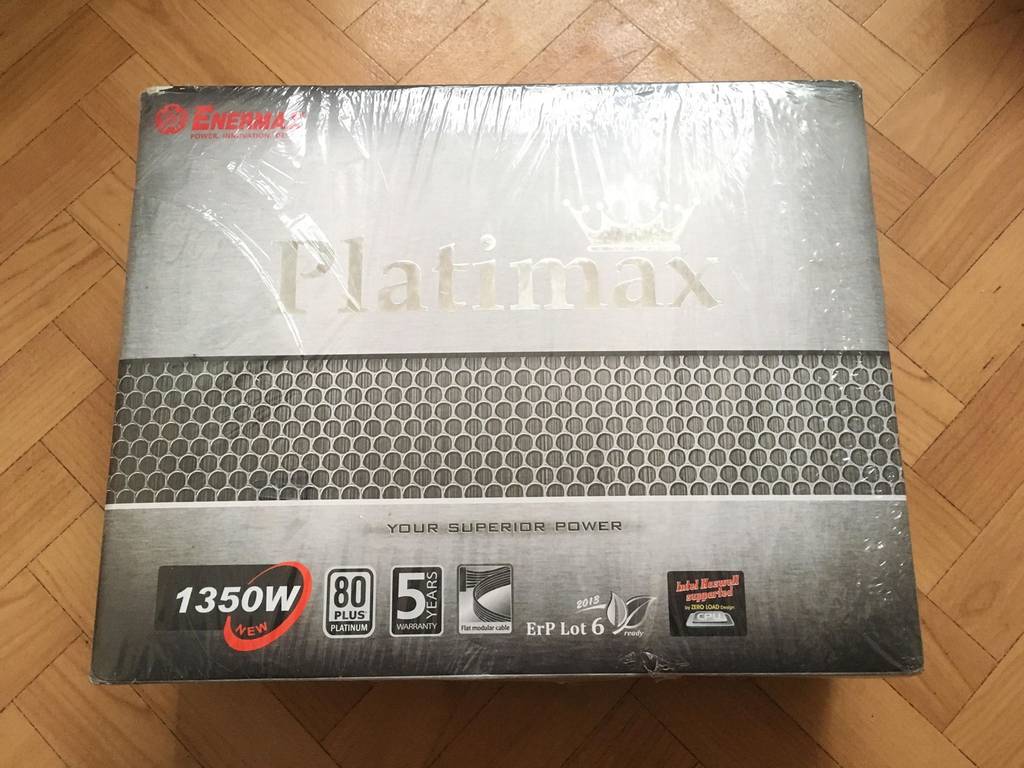 ENERMAX
POWER. INNOVATION.
Platimax
YOUR SUPERIOR POWER
1350W
NEW
80
PLUS
PLATINUM
5 YEARS
WARRANTY
Flat modular cable
2013
ErP Lot 6
ready
Intel Haswell
supported
by ZERO LOAD Design
CPU